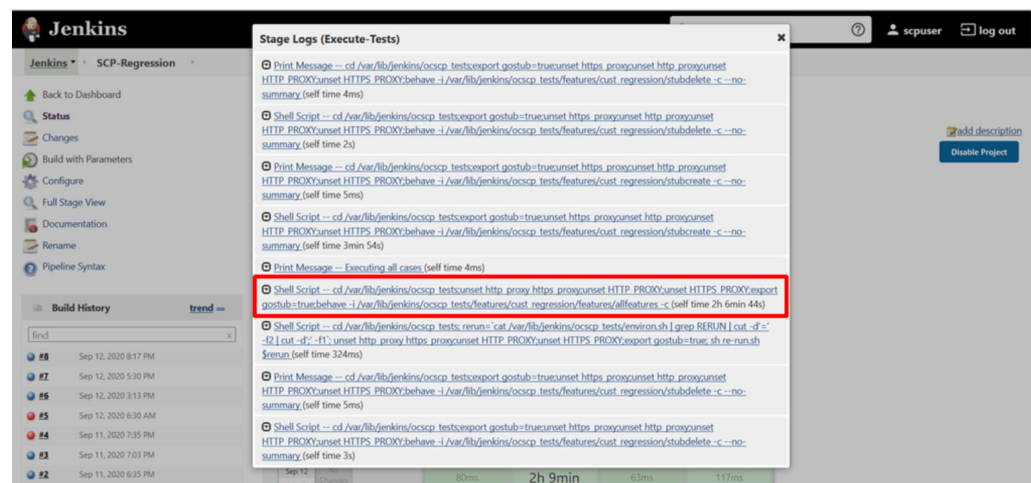 Jenkins
scpuser
log out
Jenkins
SCP-Regression
Back to Dashboard
Status
Changes
Build with Parameters
Configure
Full Stage View
Documentation
Rename
Pipeline Syntax
Build History
trend
find
x
#8 Sep 12, 2020 8:17 PM
#7 Sep 12, 2020 5:30 PM
#6 Sep 12, 2020 3:13 PM
#5 Sep 12, 2020 6:30 AM
#4 Sep 11, 2020 7:35 PM
#3 Sep 11, 2020 7:03 PM
#2 Sep 11, 2020 6:35 PM
Stage Logs (Execute-Tests)
Print Message -- cd /var/lib/jenkins/ocscp_tests;export gostub=true;unset https_proxy;unset http_proxy;unset
HTTP_PROXY;unset HTTPS_PROXY;behave -i /var/lib/jenkins/ocscp_tests/features/cust_regression/stubdelete -c --no-
summary (self time 4ms)
Shell Script -- cd /var/lib/jenkins/ocscp_tests;export gostub=true;unset https_proxy;unset http_proxy;unset
HTTP_PROXY;unset HTTPS_PROXY;behave -i /var/lib/jenkins/ocscp_tests/features/cust_regression/stubdelete -c --no-
summary (self time 2s)
Print Message -- cd /var/lib/jenkins/ocscp_tests;export gostub=true;unset https_proxy;unset http_proxy;unset
HTTP_PROXY;unset HTTPS_PROXY;behave -i /var/lib/jenkins/ocscp_tests/features/cust_regression/stubcreate -c --no-
summary (self time 5ms)
Shell Script -- cd /var/lib/jenkins/ocscp_tests;export gostub=true;unset https_proxy;unset http_proxy;unset
HTTP_PROXY;unset HTTPS_PROXY;behave -i /var/lib/jenkins/ocscp_tests/features/cust_regression/stubcreate -c --no-
summary (self time 3min 54s)
Print Message -- Executing all cases (self time 4ms)
Shell Script -- cd /var/lib/jenkins/ocscp_tests;unset http_proxy https_proxy;unset HTTP_PROXY;unset HTTPS_PROXY;export
gostub=true;behave -i /var/lib/jenkins/ocscp_tests/features/cust_regression/features/allfeatures -c (self time 2h 6min 44s)
Shell Script -- cd /var/lib/jenkins/ocscp_tests; rerun=`cat /var/lib/jenkins/ocscp_tests/environ.sh | grep RERUN | cut -d'='
-f2 | cut -d';' -f1`; unset http_proxy https_proxy;unset HTTP_PROXY;unset HTTPS_PROXY;export gostub=true; sh re-run.sh
$rerun (self time 324ms)
Print Message -- cd /var/lib/jenkins/ocscp_tests;export gostub=true;unset https_proxy;unset http_proxy;unset
HTTP_PROXY;unset HTTPS_PROXY;behave -i /var/lib/jenkins/ocscp_tests/features/cust_regression/stubdelete -c --no-
summary (self time 5ms)
Shell Script -- cd /var/lib/jenkins/ocscp_tests;export gostub=true;unset https_proxy;unset http_proxy;unset
HTTP_PROXY;unset HTTPS_PROXY;behave -i /var/lib/jenkins/ocscp_tests/features/cust_regression/stubdelete -c --no-
summary (self time 3s)
add description
Disable Project
Sep 12
Changes
80ms
2h 9min
63ms
117ms